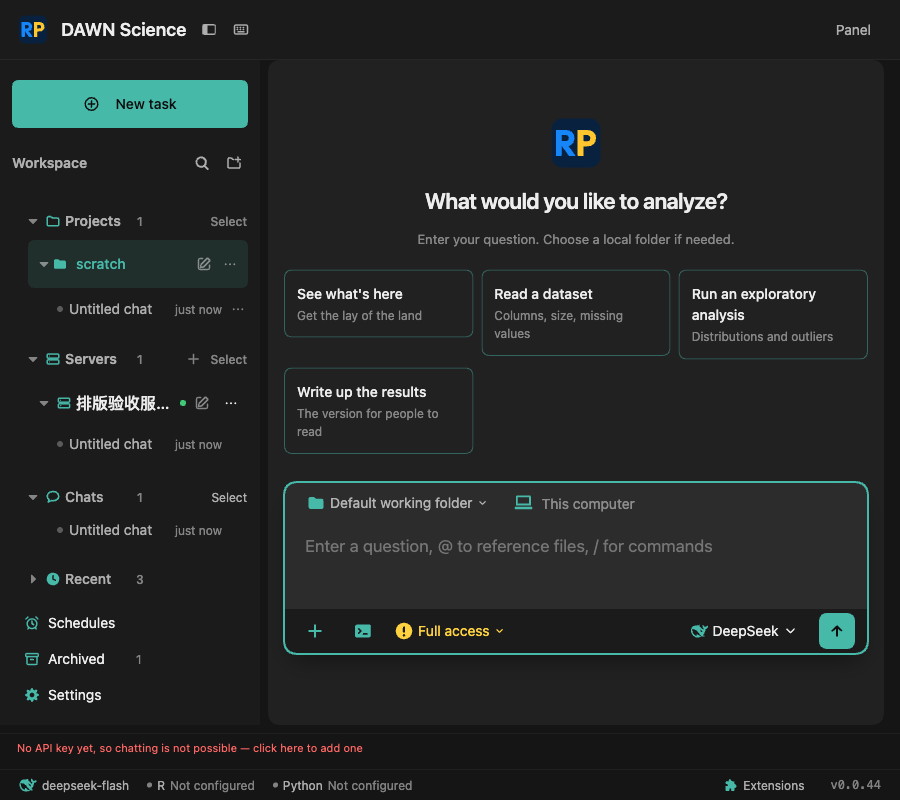 RP DAWN Science
Panel
New task
Workspace
Projects 1 Select
scratch
Untitled chat just now
Servers 1 Select
排版验收服...
Untitled chat just now
Chats 1 Select
Untitled chat just now
Recent 3
Schedules
Archived 1
Settings
RP
What would you like to analyze?
Enter your question. Choose a local folder if needed.
See what's here
Get the lay of the land
Read a dataset
Columns, size, missing
values
Run an exploratory
analysis
Distributions and outliers
Write up the results
The version for people to
read
Default working folder
This computer
Enter a question, @ to reference files, / for commands
Full access
DeepSeek
No API key yet, so chatting is not possible — click here to add one
deepseek-flash
R Not configured
Python Not configured
Extensions
v0.0.44